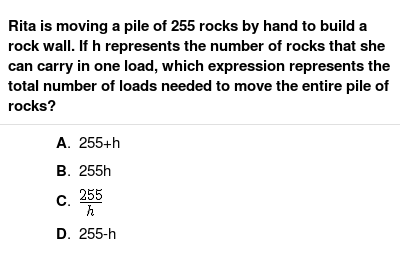 Rita is moving a pile of 255 rocks by hand to build a
rock wall. If h represents the number of rocks that she
can carry in one load, which expression represents the
total number of loads needed to move the entire pile of
rocks?
A. 255+h
B. 255h
C. 255/h
D. 255-h